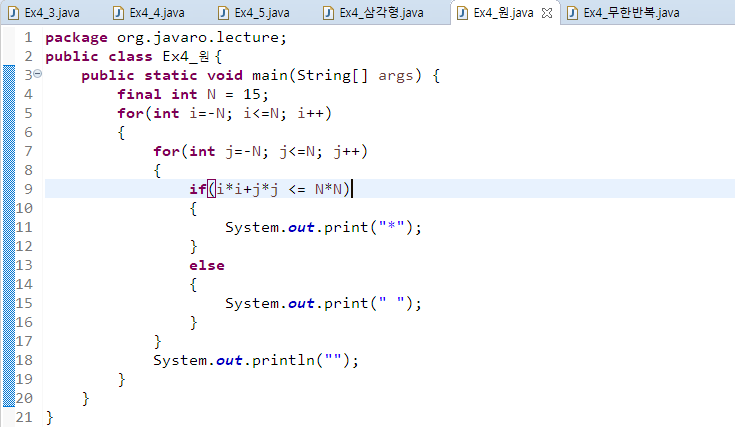 Ex4_3.java Ex4_4.java Ex4_5.java Ex4_삼각형.java Ex4_원.java Ex4_무한반복.java
1 package org.javaro.lecture;
2 public class Ex4_원 {
3 public static void main(String[] args) {
4 final int N = 15;
5 for(int i=-N; i<=N; i++)
6 {
7 for(int j=-N; j<=N; j++)
8 {
9 if(i*i+j*j <= N*N)
10 {
11 System.out.print("*");
12 }
13 else
14 {
15 System.out.print(" ");
16 }
17 }
18 System.out.println("");
19 }
20 }
21 }